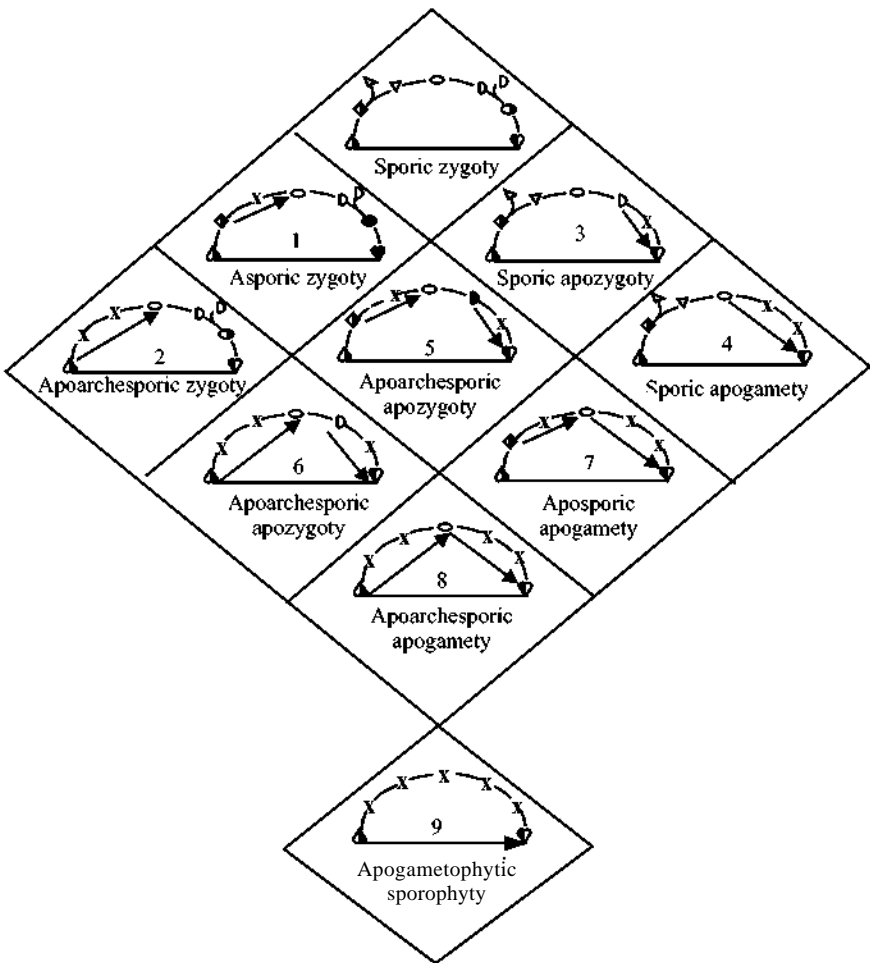 Sporic zygoty
x
1
Asporic zygoty
3
x
Sporic apozygoty
x x
2
Apoarchesporic zygoty
x x
5
Apoarchesporic
apozygoty
x x
4
Sporic apogamety
x x x
6
Apoarchesporic
apozygoty
x x x
7
Aposporic
apogamety
x x x x
8
Apoarchesporic
apogamety
x x x x x
9
Apogametophytic
sporophyty